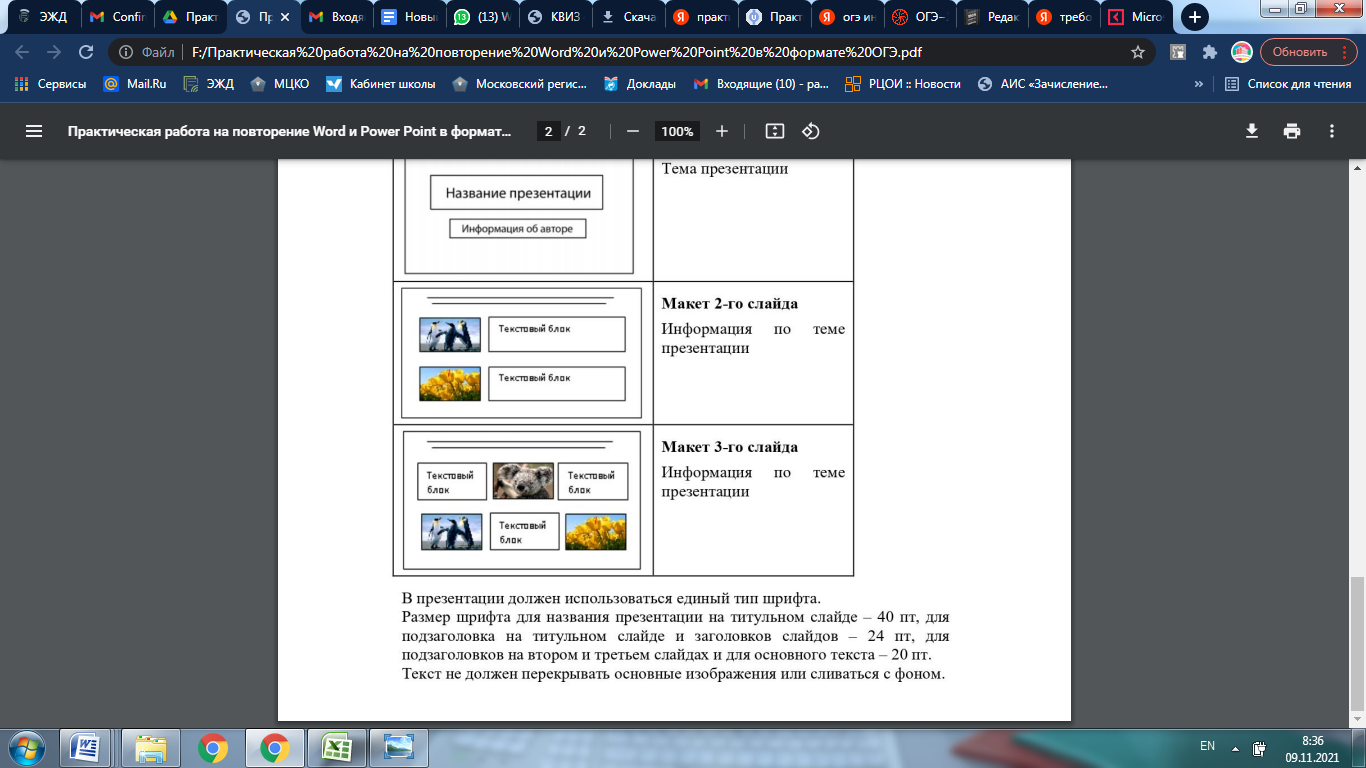 ЭЖД
Confir
Практ
Пр
Входя
Новый
(13) W
КВИЗ
Скача
практ
Практ
огэ ин
ОГЭ–
Редак
требо
Micros
Файл
F:/Практическая%20работа%20на%20повторение%20Word%20и%20Power%20Point%20в%20формате%20ОГЭ.pdf
Обновить
Сервисы
Mail.Ru
ЭЖД
МЦКО
Кабинет школы
Московский регис...
Доклады
Входящие (10) - ра...
РЦОИ :: Новости
АИС «Зачисление...
»
Список для чтения
Практическая работа на повторение Word и Power Point в формат...
2 / 2
100%
Название презентации
Информация об авторе
Тема презентации
Текстовый блок
Текстовый блок
Макет 2-го слайда
Информация по теме
презентации
Текстовый
блок
Текстовый
блок
Текстовый
блок
Макет 3-го слайда
Информация по теме
презентации
В презентации должен использоваться единый тип шрифта.
Размер шрифта для названия презентации на титульном слайде – 40 пт, для
подзаголовка на титульном слайде и заголовков слайдов – 24 пт, для
подзаголовков на втором и третьем слайдах и для основного текста – 20 пт.
Текст не должен перекрывать основные изображения или сливаться с фоном.
EN
8:36
09.11.2021